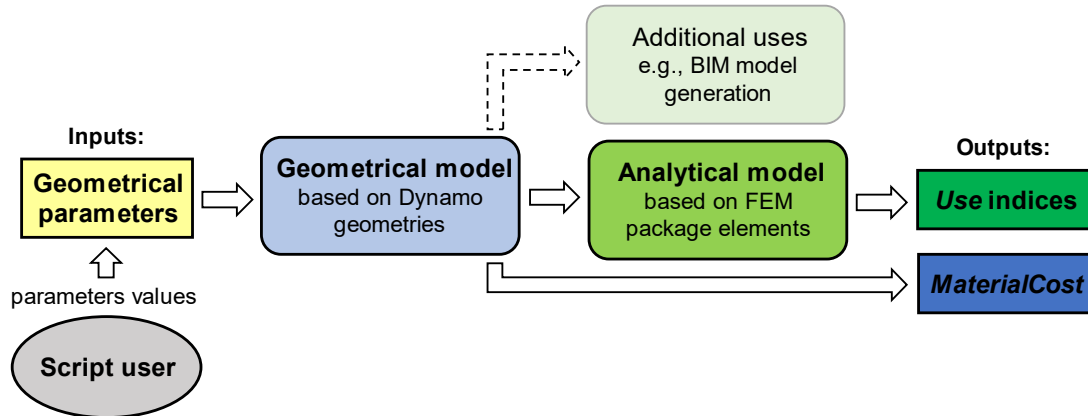 Additional uses
e.g., BIM model
generation
Inputs:
Geometrical
parameters
Geometrical model
based on Dynamo
geometries
Analytical model
based on FEM
package elements
Outputs:
Use indices
MaterialCost
parameters values
Script user